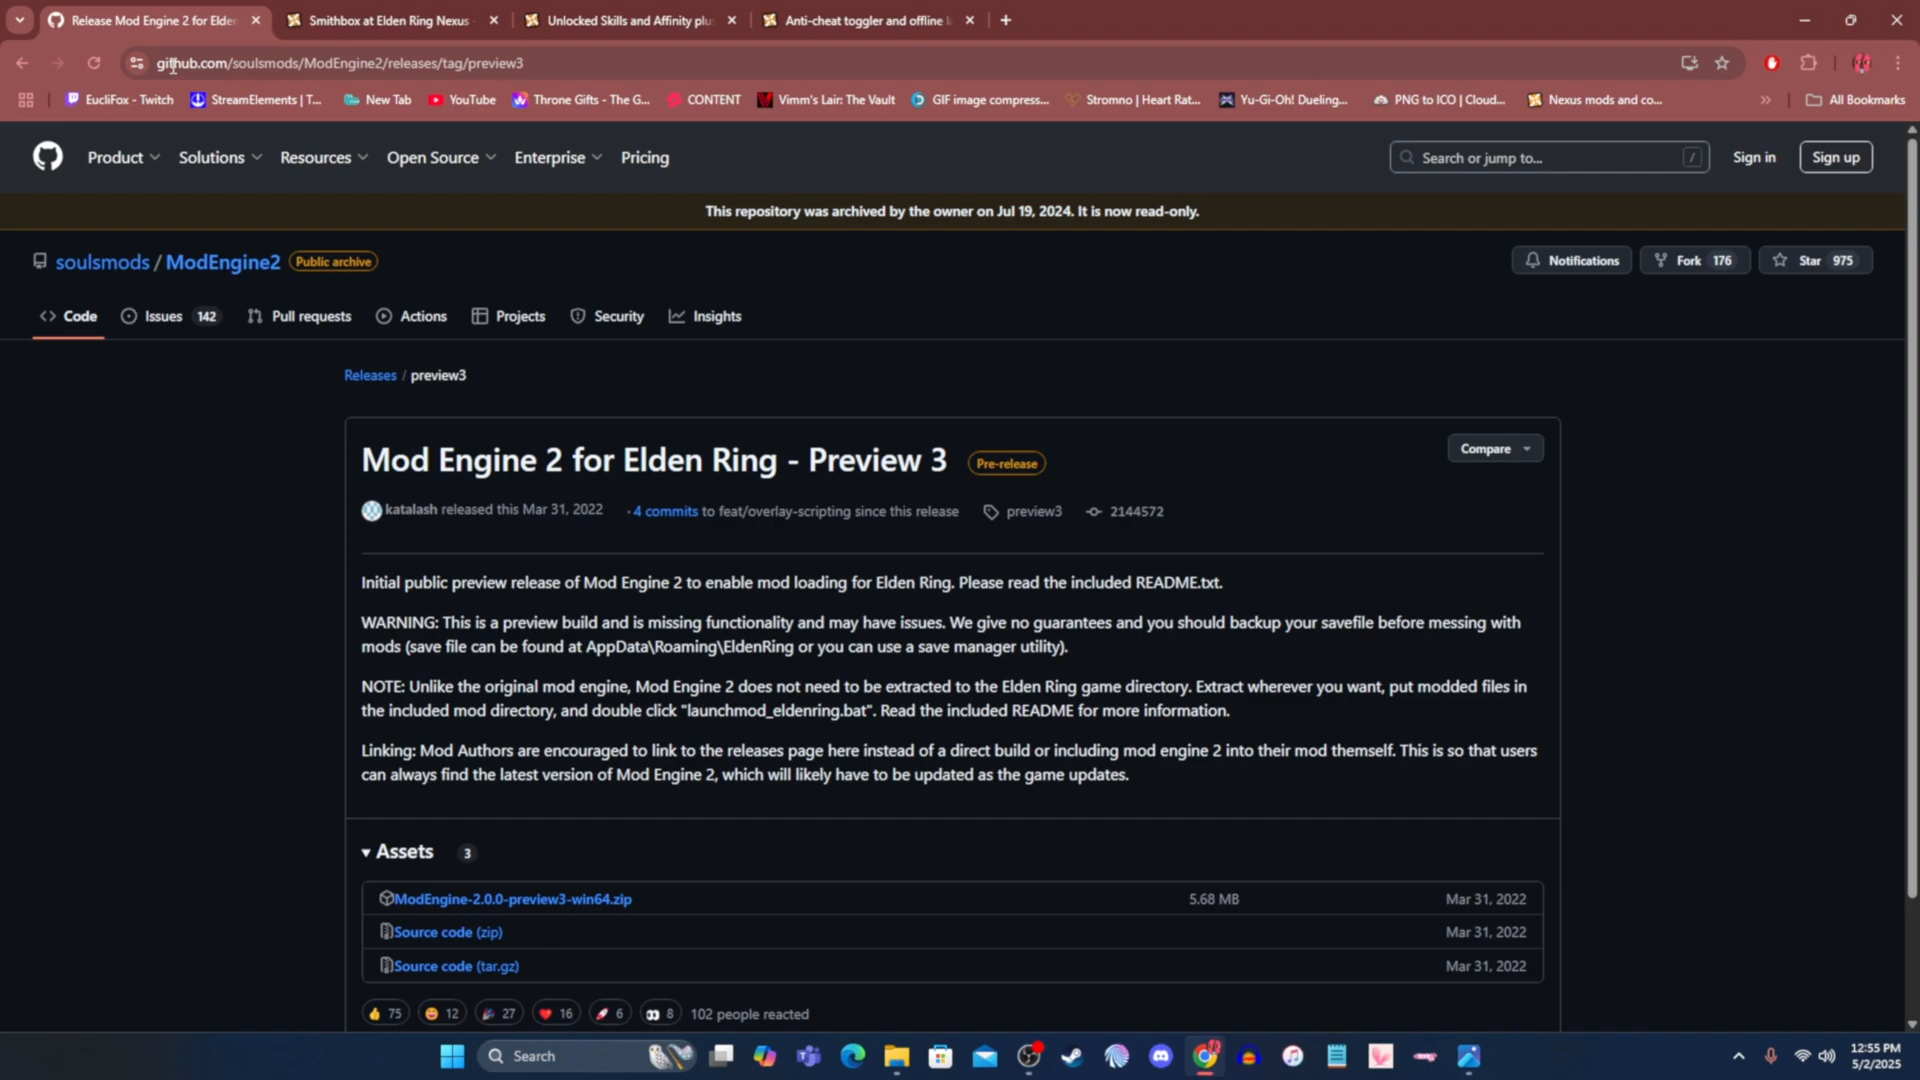 Release Mod Engine 2 for Elden
Smithbox at Elden Ring Nexus
Unlocked Skills and Affinity plu
Anti-cheat toggler and offline
github.com/soulsmods/ModEngine2/releases/tag/preview3
EucliFox - Twitch
StreamElements | T...
New Tab
YouTube
Throne Gifts - The G...
CONTENT
Vimm's Lair: The Vault
GIF image compress...
Stromno | Heart Rat...
Yu-Gi-Oh! Dueling...
PNG to ICO | Cloud...
Nexus mods and co...
»
All Bookmarks
Product
Solutions
Resources
Open Source
Enterprise
Pricing
Search or jump to...
/
Sign in
Sign up
This repository was archived by the owner on Jul 19, 2024. It is now read-only.
soulsmods / ModEngine2
Public archive
Notifications
Fork 176
Star 975
Code
Issues 142
Pull requests
Actions
Projects
Security
Insights
Releases / preview3
Mod Engine 2 for Elden Ring - Preview 3
Pre-release
Compare
katalash released this Mar 31, 2022
· 4 commits to feat/overlay-scripting since this release
preview3
2144572
Initial public preview release of Mod Engine 2 to enable mod loading for Elden Ring. Please read the included README.txt.
WARNING: This is a preview build and is missing functionality and may have issues. We give no guarantees and you should backup your savefile before messing with
mods (save file can be found at AppData\Roaming\EldenRing or you can use a save manager utility).
NOTE: Unlike the original mod engine, Mod Engine 2 does not need to be extracted to the Elden Ring game directory. Extract wherever you want, put modded files in
the included mod directory, and double click "launchmod_eldenring.bat". Read the included README for more information.
Linking: Mod Authors are encouraged to link to the releases page here instead of a direct build or including mod engine 2 into their mod themself. This is so that users
can always find the latest version of Mod Engine 2, which will likely have to be updated as the game updates.
Assets 3
ModEngine-2.0.0-preview3-win64.zip
5.68 MB
Mar 31, 2022
Source code (zip)
Mar 31, 2022
Source code (tar.gz)
Mar 31, 2022
75
12
27
16
6
8
102 people reacted
Search
12:55 PM
5/2/2025